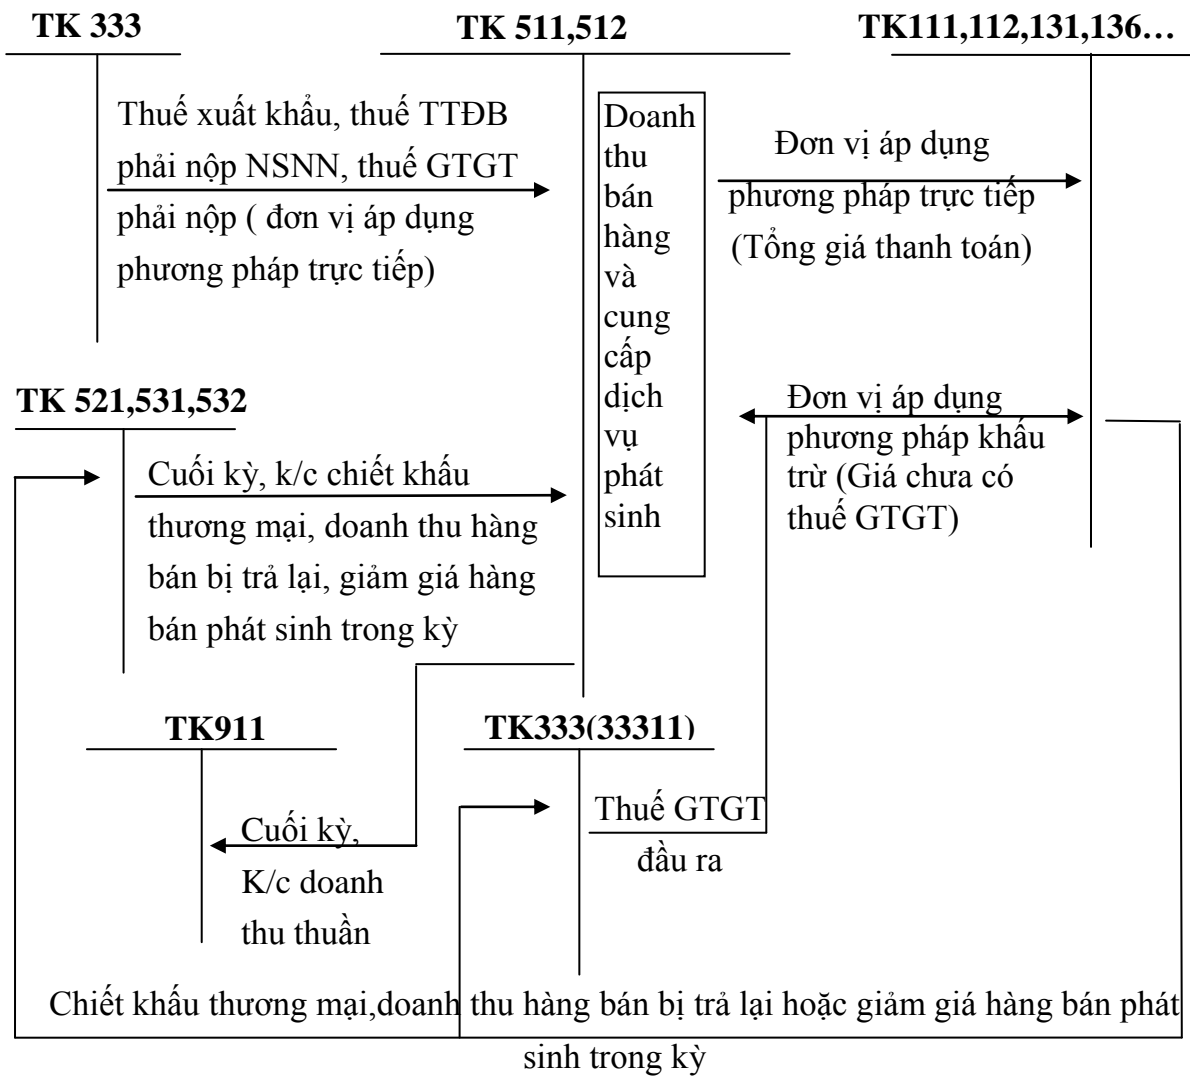 TK 333
TK 511,512
TK111,112,131,136…
Thuế xuất khẩu, thuế TTĐB
phải nộp NSNN, thuế GTGT
phải nộp ( đơn vị áp dụng
phương pháp trực tiếp)
Doanh
thu
bán
hàng
và
cung
cấp
dịch
vụ
phát
sinh
Đơn vị áp dụng
phương pháp trực tiếp
(Tổng giá thanh toán)
TK 521,531,532
Đơn vị áp dụng
phương pháp khấu
trừ (Giá chưa có
thuế GTGT)
Cuối kỳ, k/c chiết khấu
thương mại, doanh thu hàng
bán bị trả lại, giảm giá hàng
bán phát sinh trong kỳ
TK911
TK333(33311)
Cuối kỳ,
K/c doanh
thu thuần
Thuế GTGT
đầu ra
Chiết khấu thương mại,doanh thu hàng bán bị trả lại hoặc giảm giá hàng bán phát
sinh trong kỳ